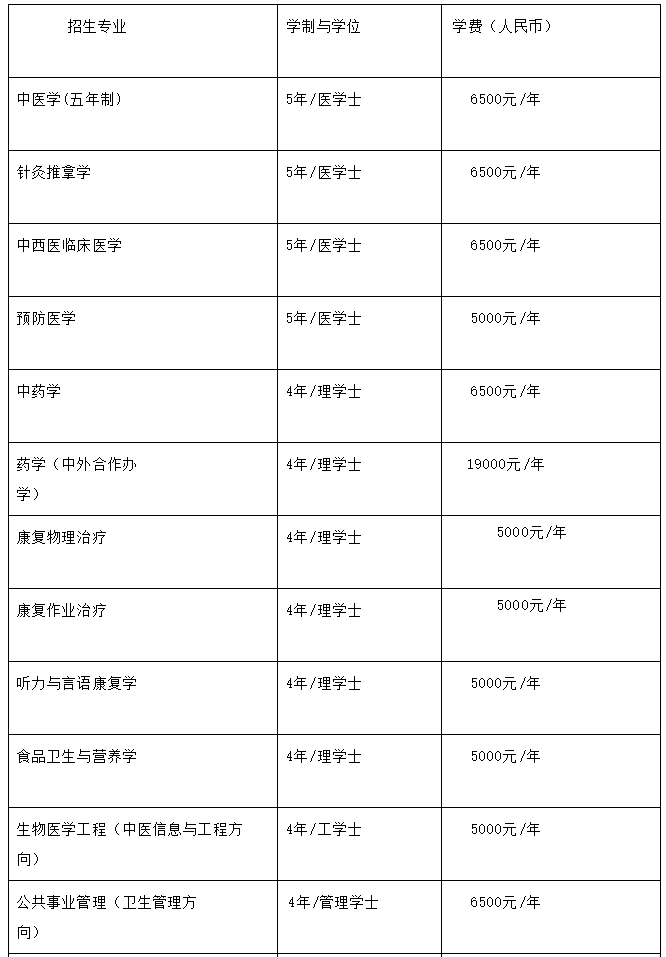 招生专业 学制与学位 学费（人民币）
中医学(五年制) 5年/医学士 6500元/年
针灸推拿学 5年/医学士 6500元/年
中西医临床医学 5年/医学士 6500元/年
预防医学 5年/医学士 5000元/年
中药学 4年/理学士 6500元/年
药学（中外合作办 4年/理学士 19000元/年
学）
康复物理治疗 4年/理学士 5000元/年
康复作业治疗 4年/理学士 5000元/年
听力与言语康复学 4年/理学士 5000元/年
食品卫生与营养学 4年/理学士 5000元/年
生物医学工程（中医信息与工程方 4年/工学士 5000元/年
向）
公共事业管理（卫生管理方 4年/管理学士 6500元/年
向）